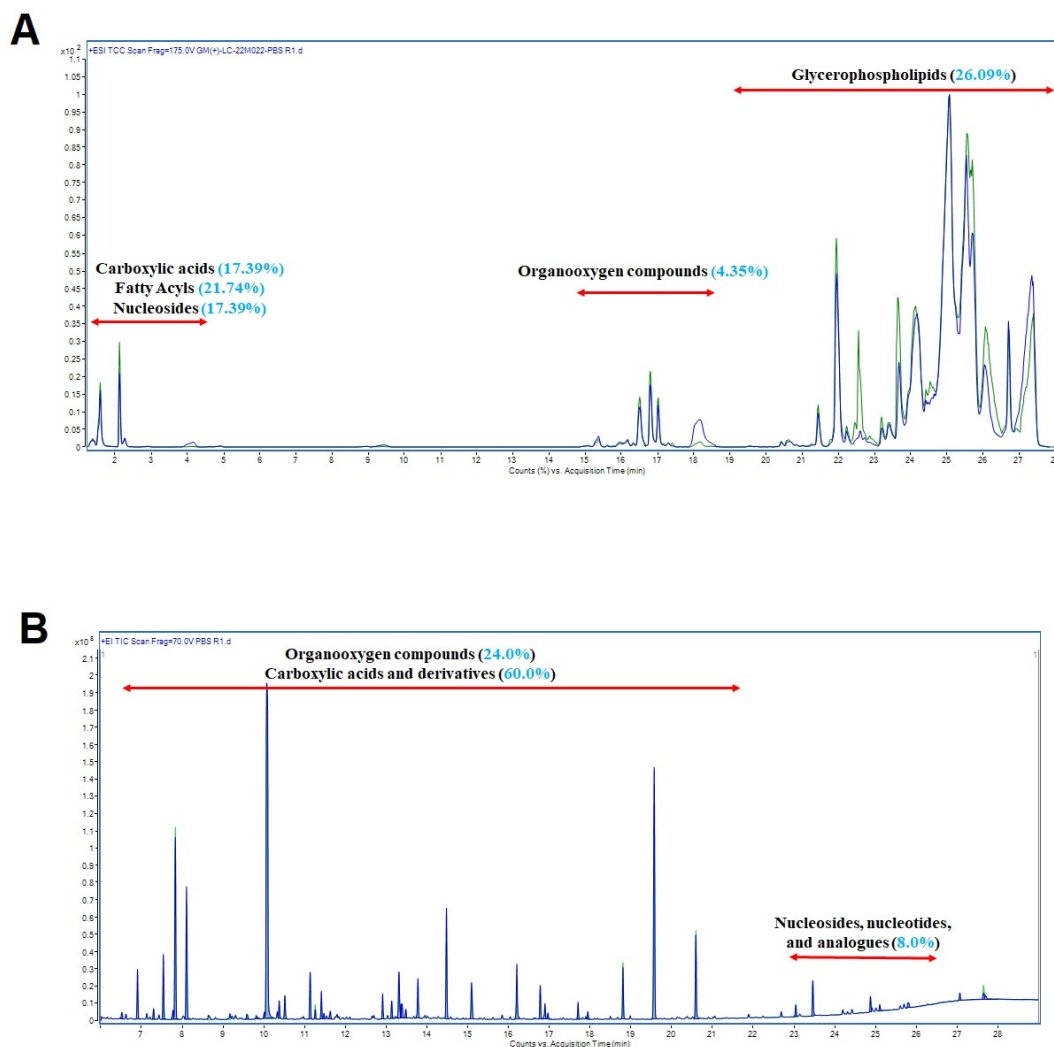 A
+ESI TCC Scan Frag=175.0V GM(+)-LC-22M022-PBS R1.d
x10 2
1.1
1.05
1
0.95
0.9
0.85
0.8
0.75
0.7
0.65
0.6
0.55
0.5
0.45
0.4
0.35
0.3
0.25
0.2
0.15
0.1
0.05
0
Glycerophospholipids (26.09%)
Carboxylic acids (17.39%)
Fatty Acyls (21.74%)
Nucleosides (17.39%)
Organooxygen compounds (4.35%)
2 3 4 5 6 7 8 9 10 11 12 13 14 15 16 17 18 19 20 21 22 23 24 25 26 27 2
Counts (%) vs. Acquisition Time (min)
B
+EI TIC Scan Frag=70.0V PBS R1.d
x10 8
1 1
2.1
2
1.9
1.8
1.7
1.6
1.5
1.4
1.3
1.2
1.1
1
0.9
0.8
0.7
0.6
0.5
0.4
0.3
0.2
0.1
0
Organooxygen compounds (24.0%)
Carboxylic acids and derivatives (60.0%)
Nucleosides, nucleotides,
and analogues (8.0%)
7 8 9 10 11 12 13 14 15 16 17 18 19 20 21 22 23 24 25 26 27 28
Counts vs. Acquisition Time (min)